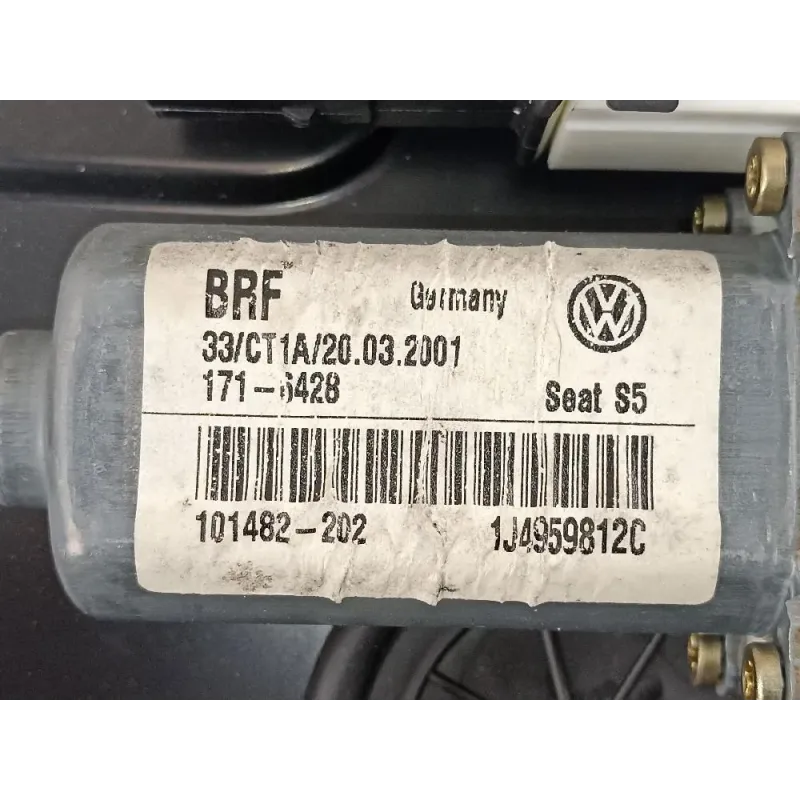 BRF Germany
33/CT1A/20.03.2001
171-6428 Seat S5
101482-202 1J4959812C